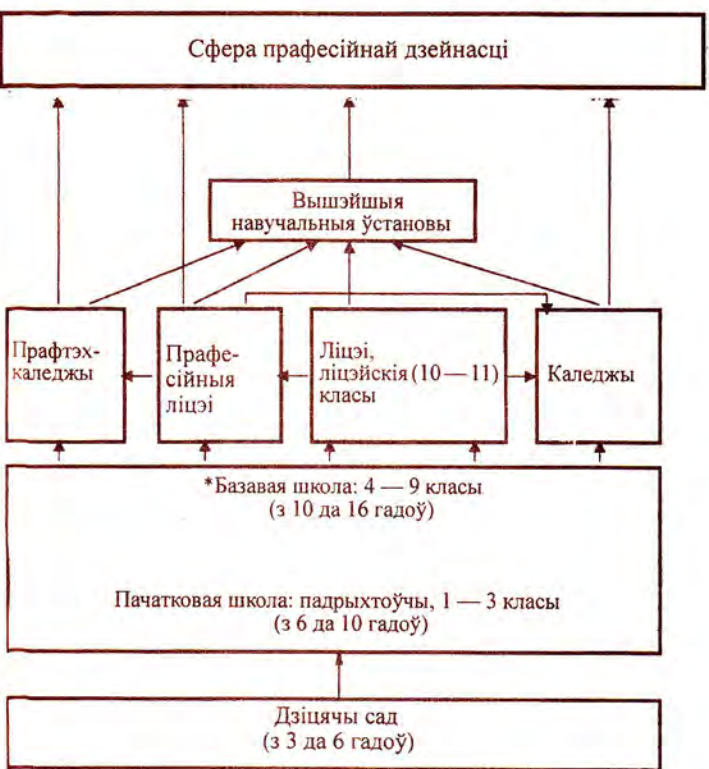 Сфера прафесійнай дзейнасці
Вышэйшыя
навучальныя ўстановы
Прафтэх-
каледжы
Прафе-
сійныя
ліцэі
Ліцэі,
ліцэйскія (10 — 11)
класы
Каледжы
*Базавая школа: 4 — 9 класы
(з 10 да 16 гадоў)
Пачатковая школа: падрыхтоўчы, 1 — 3 класы
(з 6 да 10 гадоў)
Дзіцячы сад
(з 3 да 6 гадоў)